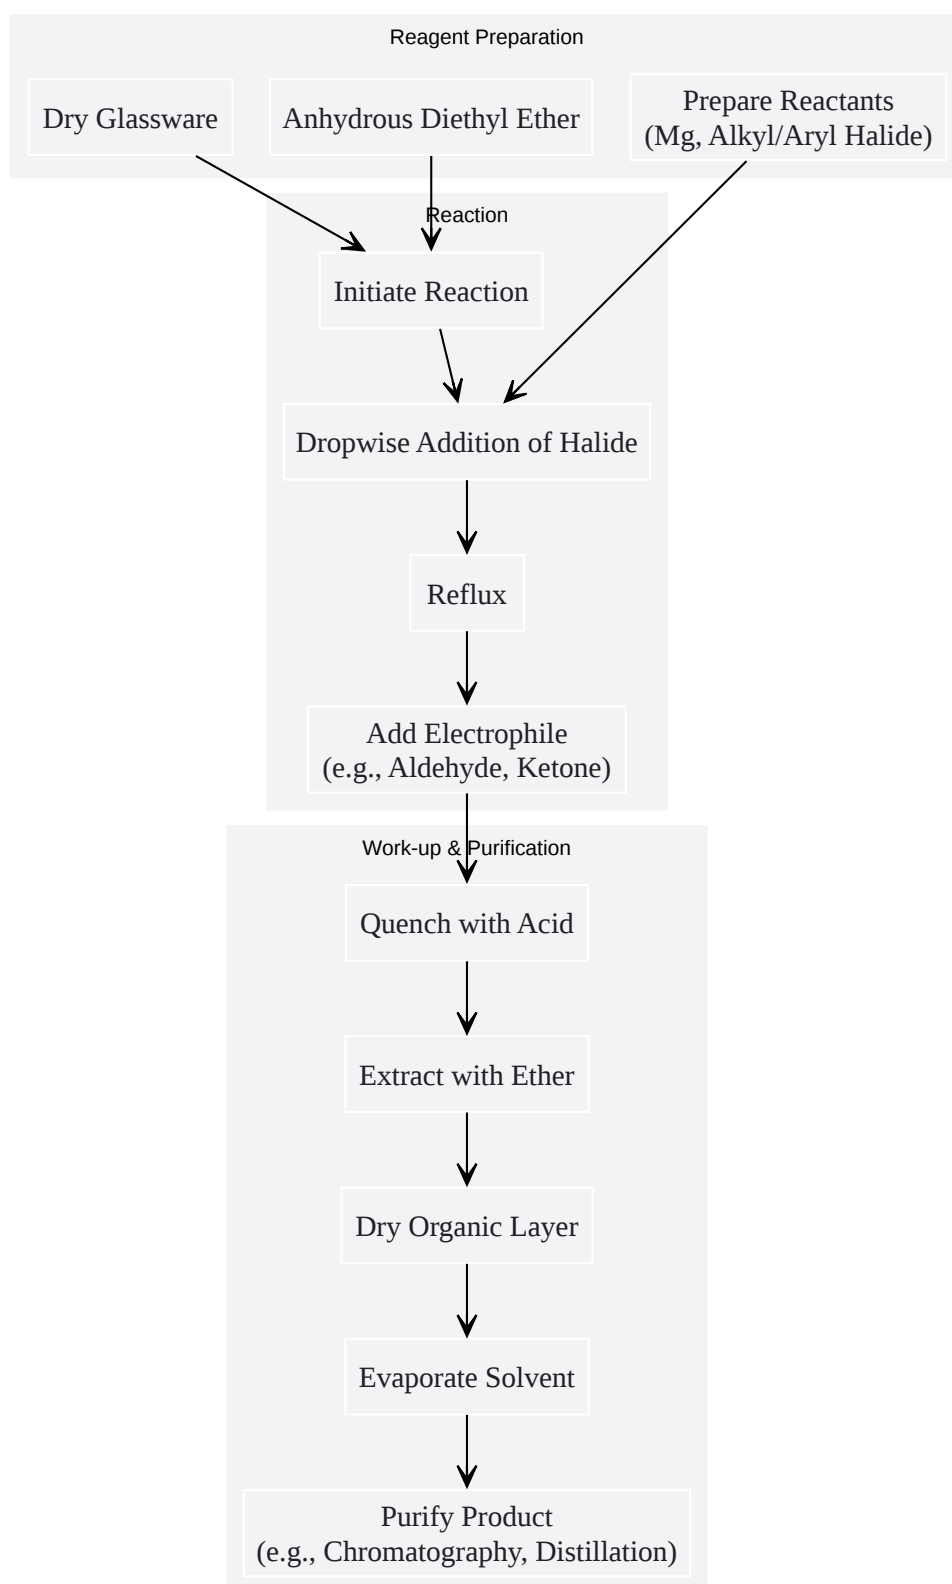 Reagent Preparation
Dry Glassware
Anhydrous Diethyl Ether
Prepare Reactants
(Mg, Alkyl/Aryl Halide)
Reaction
Initiate Reaction
Dropwise Addition of Halide
Reflux
Add Electrophile
(e.g., Aldehyde, Ketone)
Work-up & Purification
Quench with Acid
Extract with Ether
Dry Organic Layer
Evaporate Solvent
Purify Product
(e.g., Chromatography, Distillation)